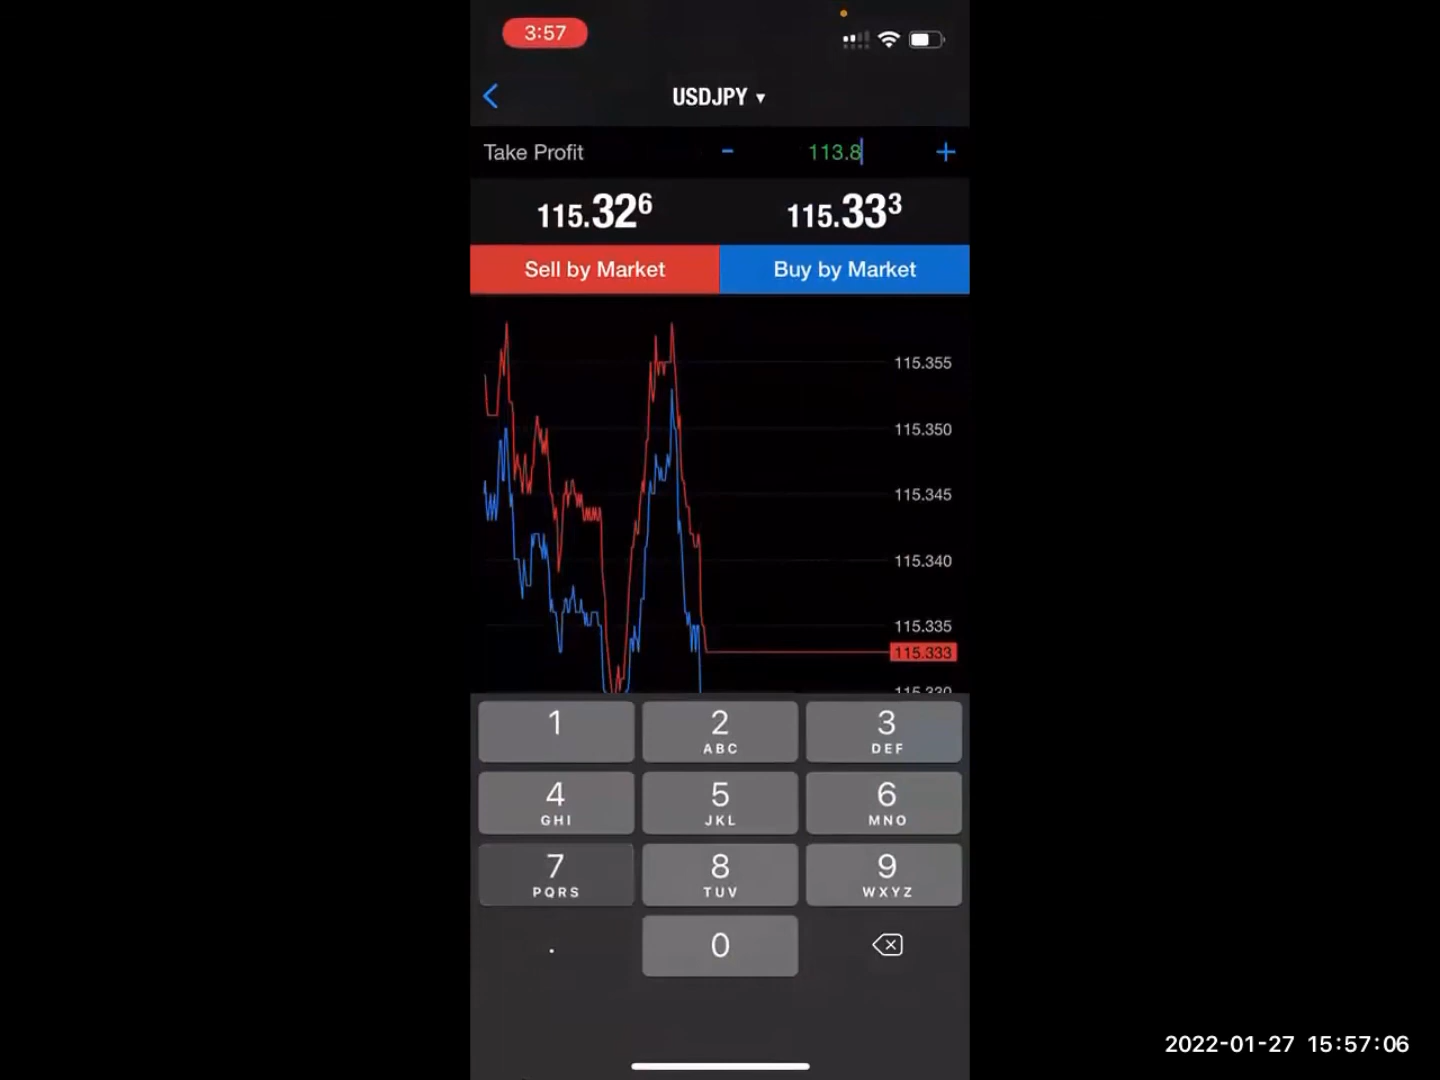 3:57
USDJPY ▾
Take Profit - 113.8 +
115.326 115.333
Sell by Market Buy by Market
115.355
115.350
115.345
115.340
115.335
115.333
115.330
1 2 3
ABC DEF
4 5 6
GHI JKL MNO
7 8 9
PQRS TUV WXYZ
. 0
2022-01-27 15:57:06